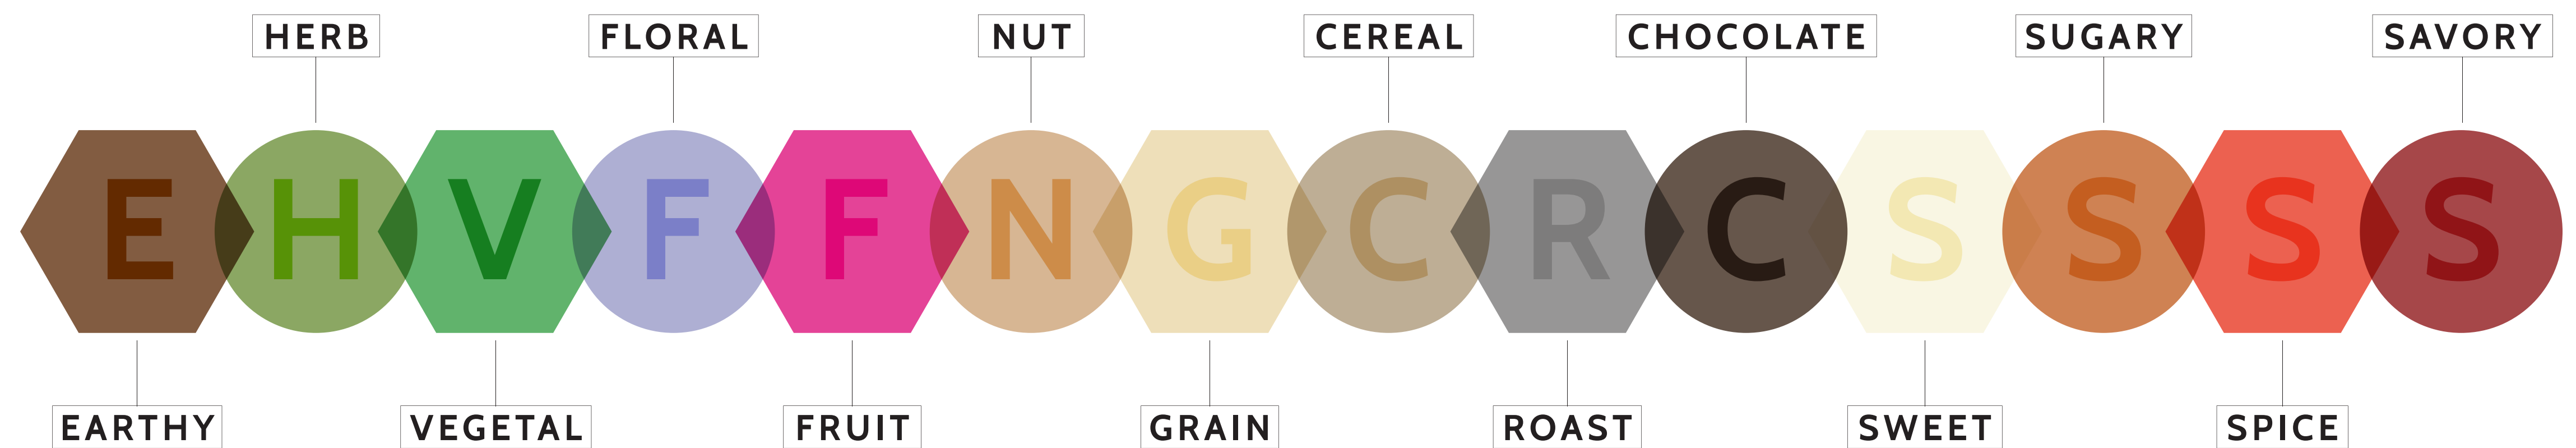 HERB FLORAL NUT CEREAL CHOCOLATE SUGARY SAVORY
E H V F F N G C R C S S S S
EARTHY VEGETAL FRUIT GRAIN ROAST SWEET SPICE